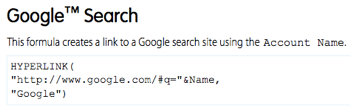 Google™ Search
This formula creates a link to a Google search site using the Account Name.
HYPERLINK(
"http://www.google.com/#q="&Name,
"Google")